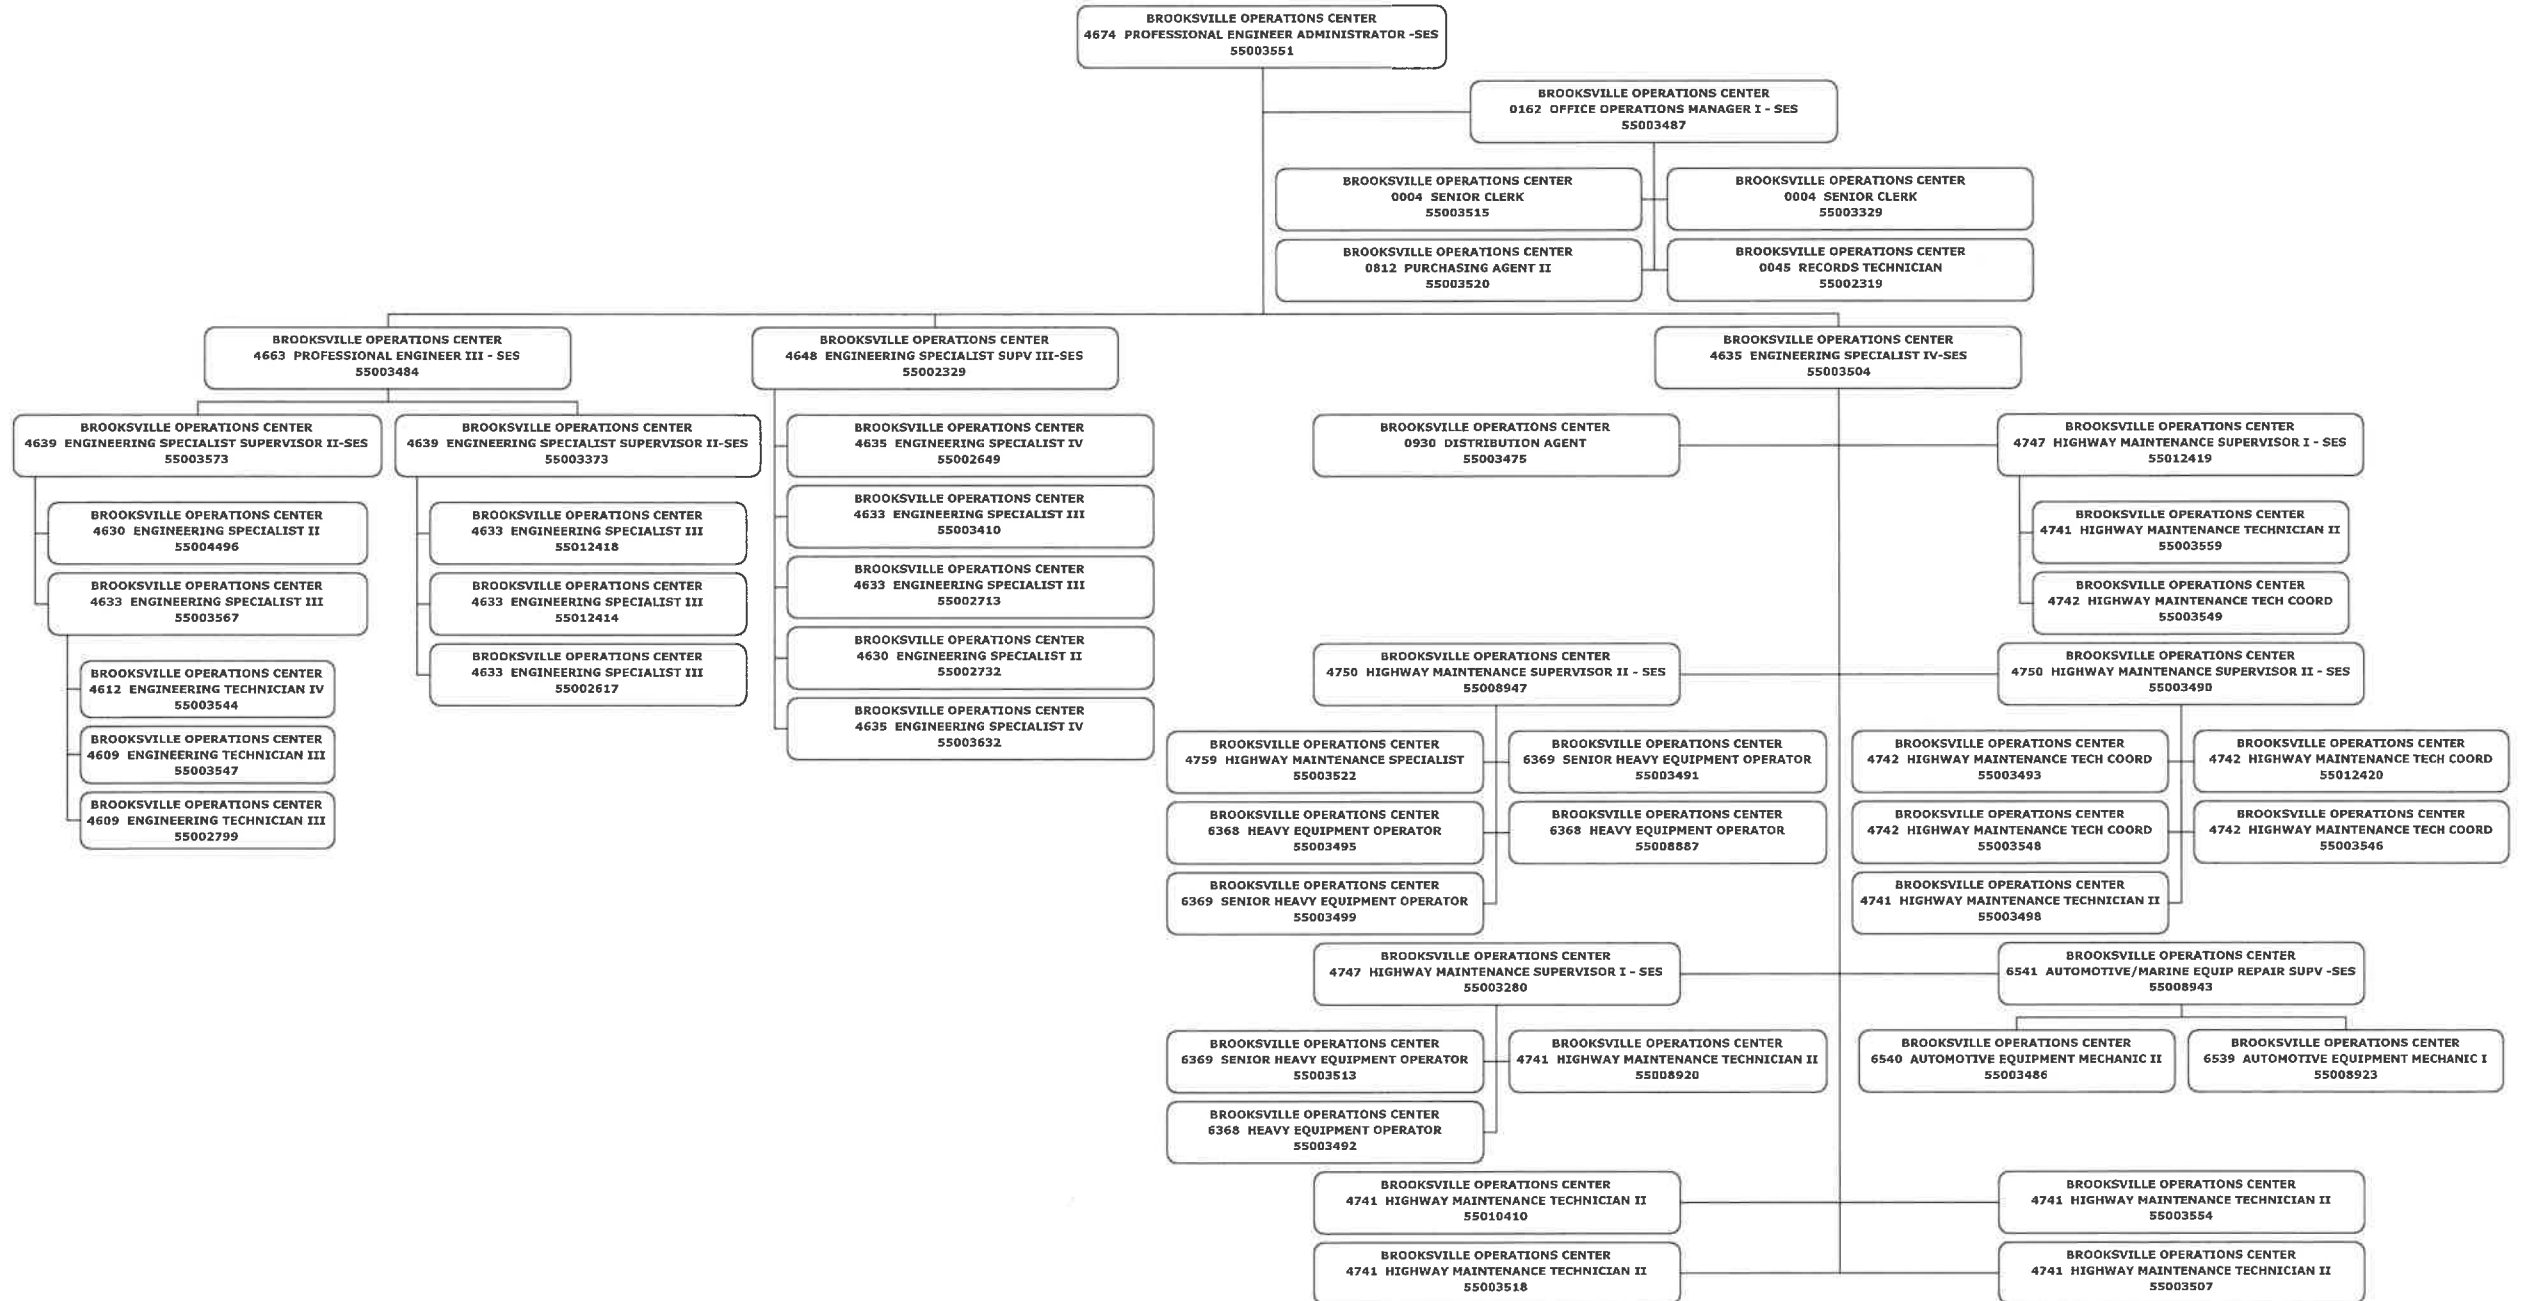 BROOKSVILLE OPERATIONS CENTER
4674 PROFESSIONAL ENGINEER ADMINISTRATOR -SES
55003551
BROOKSVILLE OPERATIONS CENTER
0162 OFFICE OPERATIONS MANAGER I - SES
55003487
BROOKSVILLE OPERATIONS CENTER
0004 SENIOR CLERK
55003515
BROOKSVILLE OPERATIONS CENTER
0004 SENIOR CLERK
55003329
BROOKSVILLE OPERATIONS CENTER
0812 PURCHASING AGENT II
55003520
BROOKSVILLE OPERATIONS CENTER
0045 RECORDS TECHNICIAN
55002319
BROOKSVILLE OPERATIONS CENTER
4663 PROFESSIONAL ENGINEER III - SES
55003484
BROOKSVILLE OPERATIONS CENTER
4639 ENGINEERING SPECIALIST SUPERVISOR II-SES
55003573
BROOKSVILLE OPERATIONS CENTER
4630 ENGINEERING SPECIALIST II
55004496
BROOKSVILLE OPERATIONS CENTER
4633 ENGINEERING SPECIALIST III
55003567
BROOKSVILLE OPERATIONS CENTER
4612 ENGINEERING TECHNICIAN IV
55003544
BROOKSVILLE OPERATIONS CENTER
4609 ENGINEERING TECHNICIAN III
55003547
BROOKSVILLE OPERATIONS CENTER
4609 ENGINEERING TECHNICIAN III
55002799
BROOKSVILLE OPERATIONS CENTER
4639 ENGINEERING SPECIALIST SUPERVISOR II-SES
55003373
BROOKSVILLE OPERATIONS CENTER
4633 ENGINEERING SPECIALIST III
55012418
BROOKSVILLE OPERATIONS CENTER
4633 ENGINEERING SPECIALIST III
55012414
BROOKSVILLE OPERATIONS CENTER
4633 ENGINEERING SPECIALIST III
55002617
BROOKSVILLE OPERATIONS CENTER
4648 ENGINEERING SPECIALIST SUPV III-SES
55002329
BROOKSVILLE OPERATIONS CENTER
4635 ENGINEERING SPECIALIST IV
55002649
BROOKSVILLE OPERATIONS CENTER
4633 ENGINEERING SPECIALIST III
55003410
BROOKSVILLE OPERATIONS CENTER
4633 ENGINEERING SPECIALIST III
55002713
BROOKSVILLE OPERATIONS CENTER
4630 ENGINEERING SPECIALIST II
55002732
BROOKSVILLE OPERATIONS CENTER
4635 ENGINEERING SPECIALIST IV
55003632
BROOKSVILLE OPERATIONS CENTER
4635 ENGINEERING SPECIALIST IV-SES
55003504
BROOKSVILLE OPERATIONS CENTER
0930 DISTRIBUTION AGENT
55003475
BROOKSVILLE OPERATIONS CENTER
4747 HIGHWAY MAINTENANCE SUPERVISOR I - SES
55012419
BROOKSVILLE OPERATIONS CENTER
4741 HIGHWAY MAINTENANCE TECHNICIAN II
55003559
BROOKSVILLE OPERATIONS CENTER
4742 HIGHWAY MAINTENANCE TECH COORD
55003549
BROOKSVILLE OPERATIONS CENTER
4750 HIGHWAY MAINTENANCE SUPERVISOR II - SES
55008947
BROOKSVILLE OPERATIONS CENTER
4759 HIGHWAY MAINTENANCE SPECIALIST
55003522
BROOKSVILLE OPERATIONS CENTER
6369 SENIOR HEAVY EQUIPMENT OPERATOR
55003491
BROOKSVILLE OPERATIONS CENTER
6368 HEAVY EQUIPMENT OPERATOR
55003495
BROOKSVILLE OPERATIONS CENTER
6368 HEAVY EQUIPMENT OPERATOR
55008887
BROOKSVILLE OPERATIONS CENTER
6369 SENIOR HEAVY EQUIPMENT OPERATOR
55003499
BROOKSVILLE OPERATIONS CENTER
4750 HIGHWAY MAINTENANCE SUPERVISOR II - SES
55003490
BROOKSVILLE OPERATIONS CENTER
4742 HIGHWAY MAINTENANCE TECH COORD
55003493
BROOKSVILLE OPERATIONS CENTER
4742 HIGHWAY MAINTENANCE TECH COORD
55012420
BROOKSVILLE OPERATIONS CENTER
4742 HIGHWAY MAINTENANCE TECH COORD
55003548
BROOKSVILLE OPERATIONS CENTER
4742 HIGHWAY MAINTENANCE TECH COORD
55003546
BROOKSVILLE OPERATIONS CENTER
4741 HIGHWAY MAINTENANCE TECHNICIAN II
55003498
BROOKSVILLE OPERATIONS CENTER
4747 HIGHWAY MAINTENANCE SUPERVISOR I - SES
55003280
BROOKSVILLE OPERATIONS CENTER
6369 SENIOR HEAVY EQUIPMENT OPERATOR
55003513
BROOKSVILLE OPERATIONS CENTER
4741 HIGHWAY MAINTENANCE TECHNICIAN II
55008920
BROOKSVILLE OPERATIONS CENTER
6368 HEAVY EQUIPMENT OPERATOR
55003492
BROOKSVILLE OPERATIONS CENTER
6541 AUTOMOTIVE/MARINE EQUIP REPAIR SUPV -SES
55008943
BROOKSVILLE OPERATIONS CENTER
6540 AUTOMOTIVE EQUIPMENT MECHANIC II
55003486
BROOKSVILLE OPERATIONS CENTER
6539 AUTOMOTIVE EQUIPMENT MECHANIC I
55008923
BROOKSVILLE OPERATIONS CENTER
4741 HIGHWAY MAINTENANCE TECHNICIAN II
55010410
BROOKSVILLE OPERATIONS CENTER
4741 HIGHWAY MAINTENANCE TECHNICIAN II
55003554
BROOKSVILLE OPERATIONS CENTER
4741 HIGHWAY MAINTENANCE TECHNICIAN II
55003518
BROOKSVILLE OPERATIONS CENTER
4741 HIGHWAY MAINTENANCE TECHNICIAN II
55003507